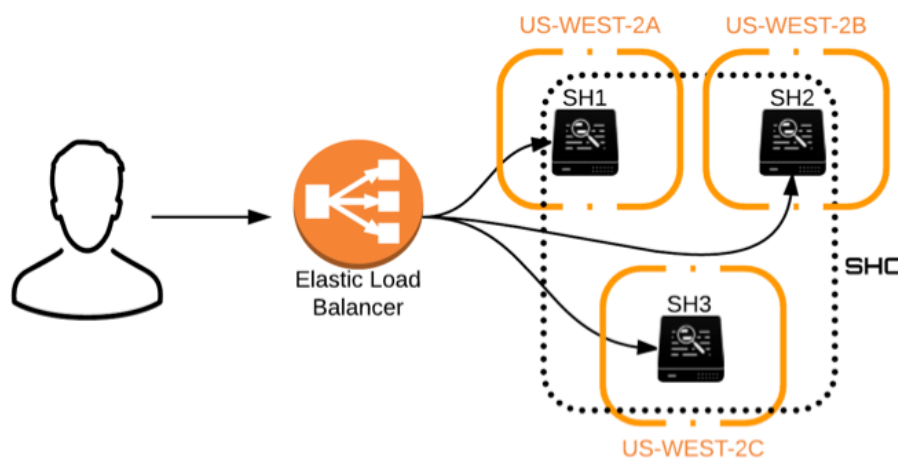 US-WEST-2A
US-WEST-2B
SH1
SH2
Elastic Load
Balancer
SHC
SH3
US-WEST-2C